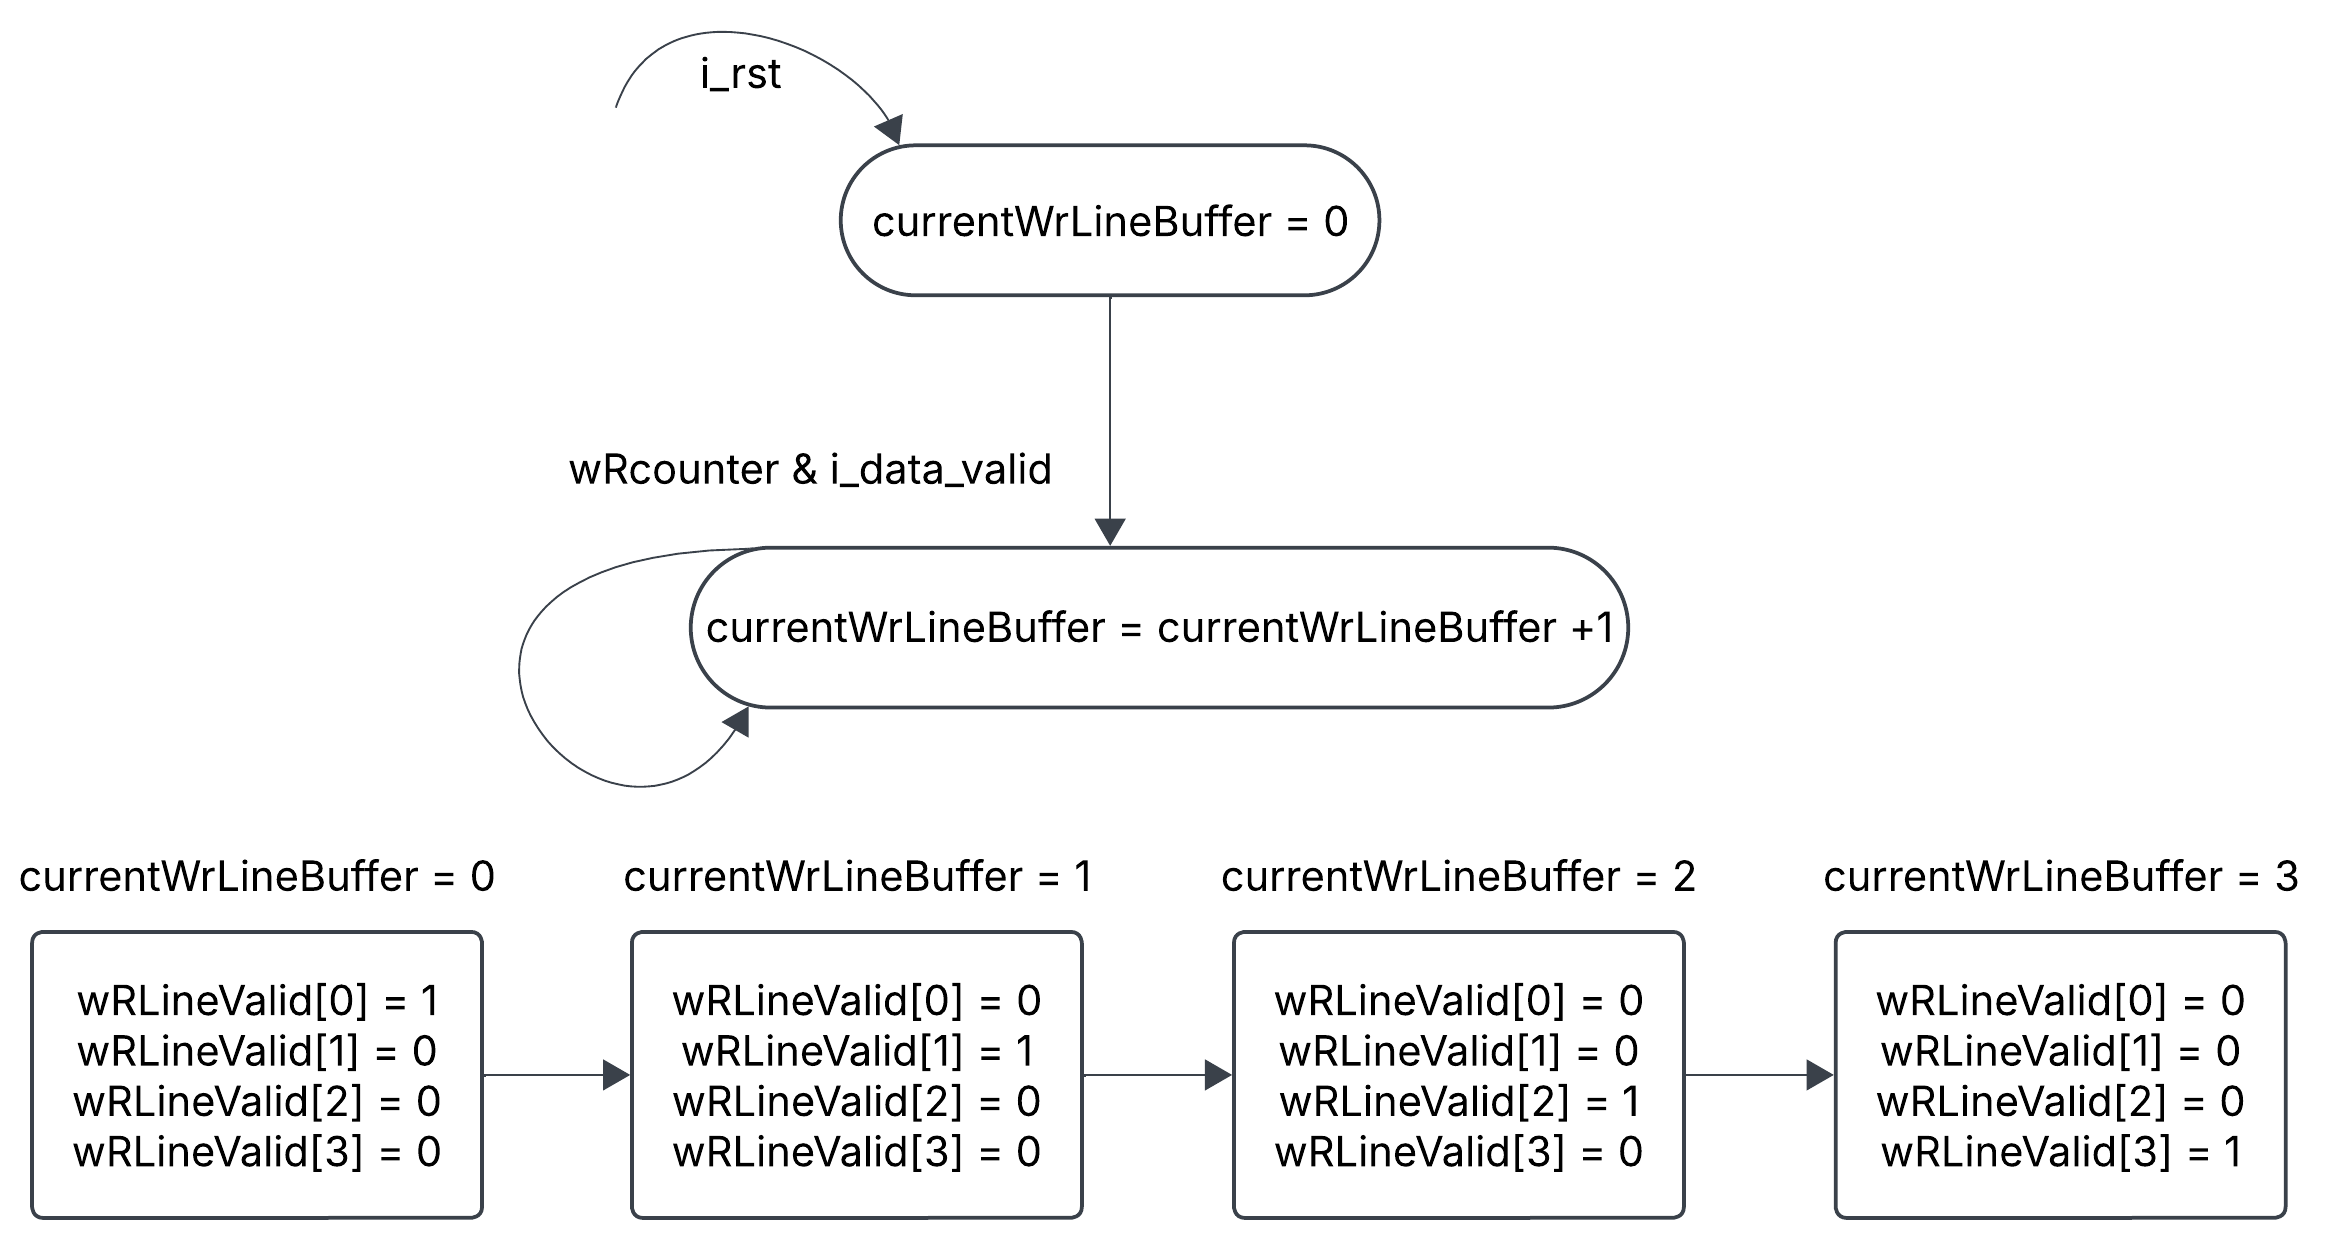 i_rst
currentWrLineBuffer = 0
wRcounter & i_data_valid
currentWrLineBuffer = currentWrLineBuffer +1
currentWrLineBuffer = 0
wRLineValid[0] = 1
wRLineValid[1] = 0
wRLineValid[2] = 0
wRLineValid[3] = 0
currentWrLineBuffer = 1
wRLineValid[0] = 0
wRLineValid[1] = 1
wRLineValid[2] = 0
wRLineValid[3] = 0
currentWrLineBuffer = 2
wRLineValid[0] = 0
wRLineValid[1] = 0
wRLineValid[2] = 1
wRLineValid[3] = 0
currentWrLineBuffer = 3
wRLineValid[0] = 0
wRLineValid[1] = 0
wRLineValid[2] = 0
wRLineValid[3] = 1